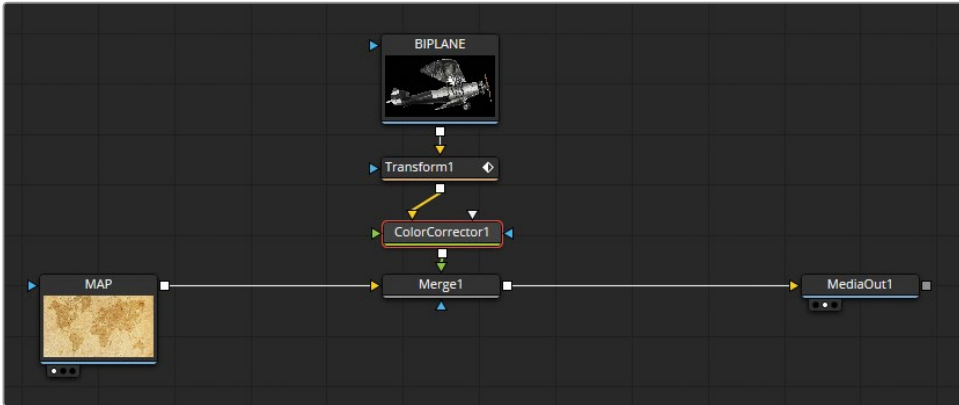 BIPLANE
Transform1
ColorCorrector1
MAP
Merge1
MediaOut1